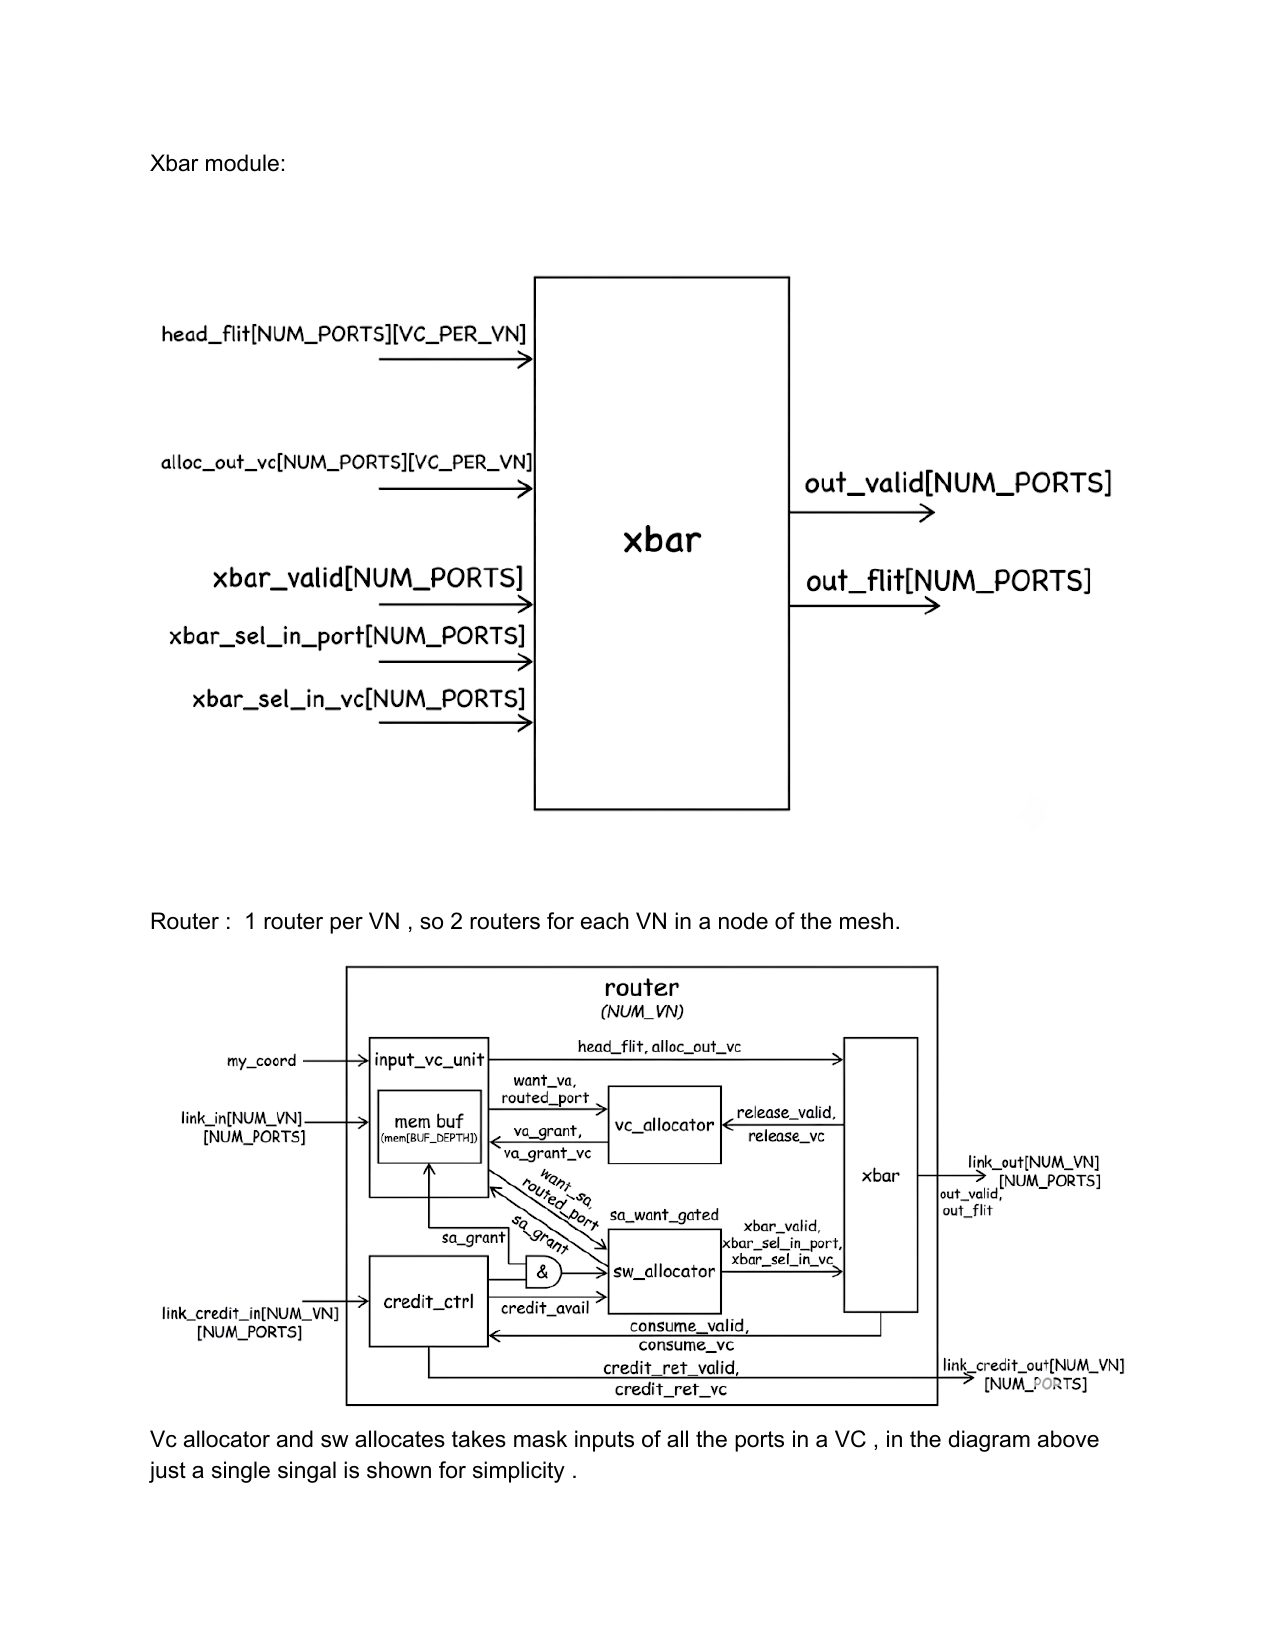 Xbar module:
head_flit[NUM_PORTS][VC_PER_VN]
alloc_out_vc[NUM_PORTS][VC_PER_VN]
xbar_valid[NUM_PORTS]
xbar_sel_in_port[NUM_PORTS]
xbar_sel_in_vc[NUM_PORTS]
xbar
out_valid[NUM_PORTS]
out_flit[NUM_PORTS]
Router :  1 router per VN , so 2 routers for each VN in a node of the mesh.
router
(NUM_VN)
my_coord
link_in[NUM_VN]
[NUM_PORTS]
link_credit_in[NUM_VN]
[NUM_PORTS]
input_vc_unit
mem buf
(mem[BUF_DEPTH])
head_flit, alloc_out_vc
want_va,
routed_port
va_grant,
va_grant_vc
vc_allocator
release_valid,
release_vc
want_sa,
routed_port
sa_grant
sa_grant
sa_want_gated
&
sw_allocator
xbar_valid,
xbar_sel_in_port,
xbar_sel_in_vc
credit_ctrl
credit_avail
consume_valid,
consume_vc
credit_ret_valid,
credit_ret_vc
xbar
link_out[NUM_VN]
[NUM_PORTS]
out_valid,
out_flit
link_credit_out[NUM_VN]
[NUM_PORTS]
Vc allocator and sw allocates takes mask inputs of all the ports in a VC , in the diagram above
just a single singal is shown for simplicity .